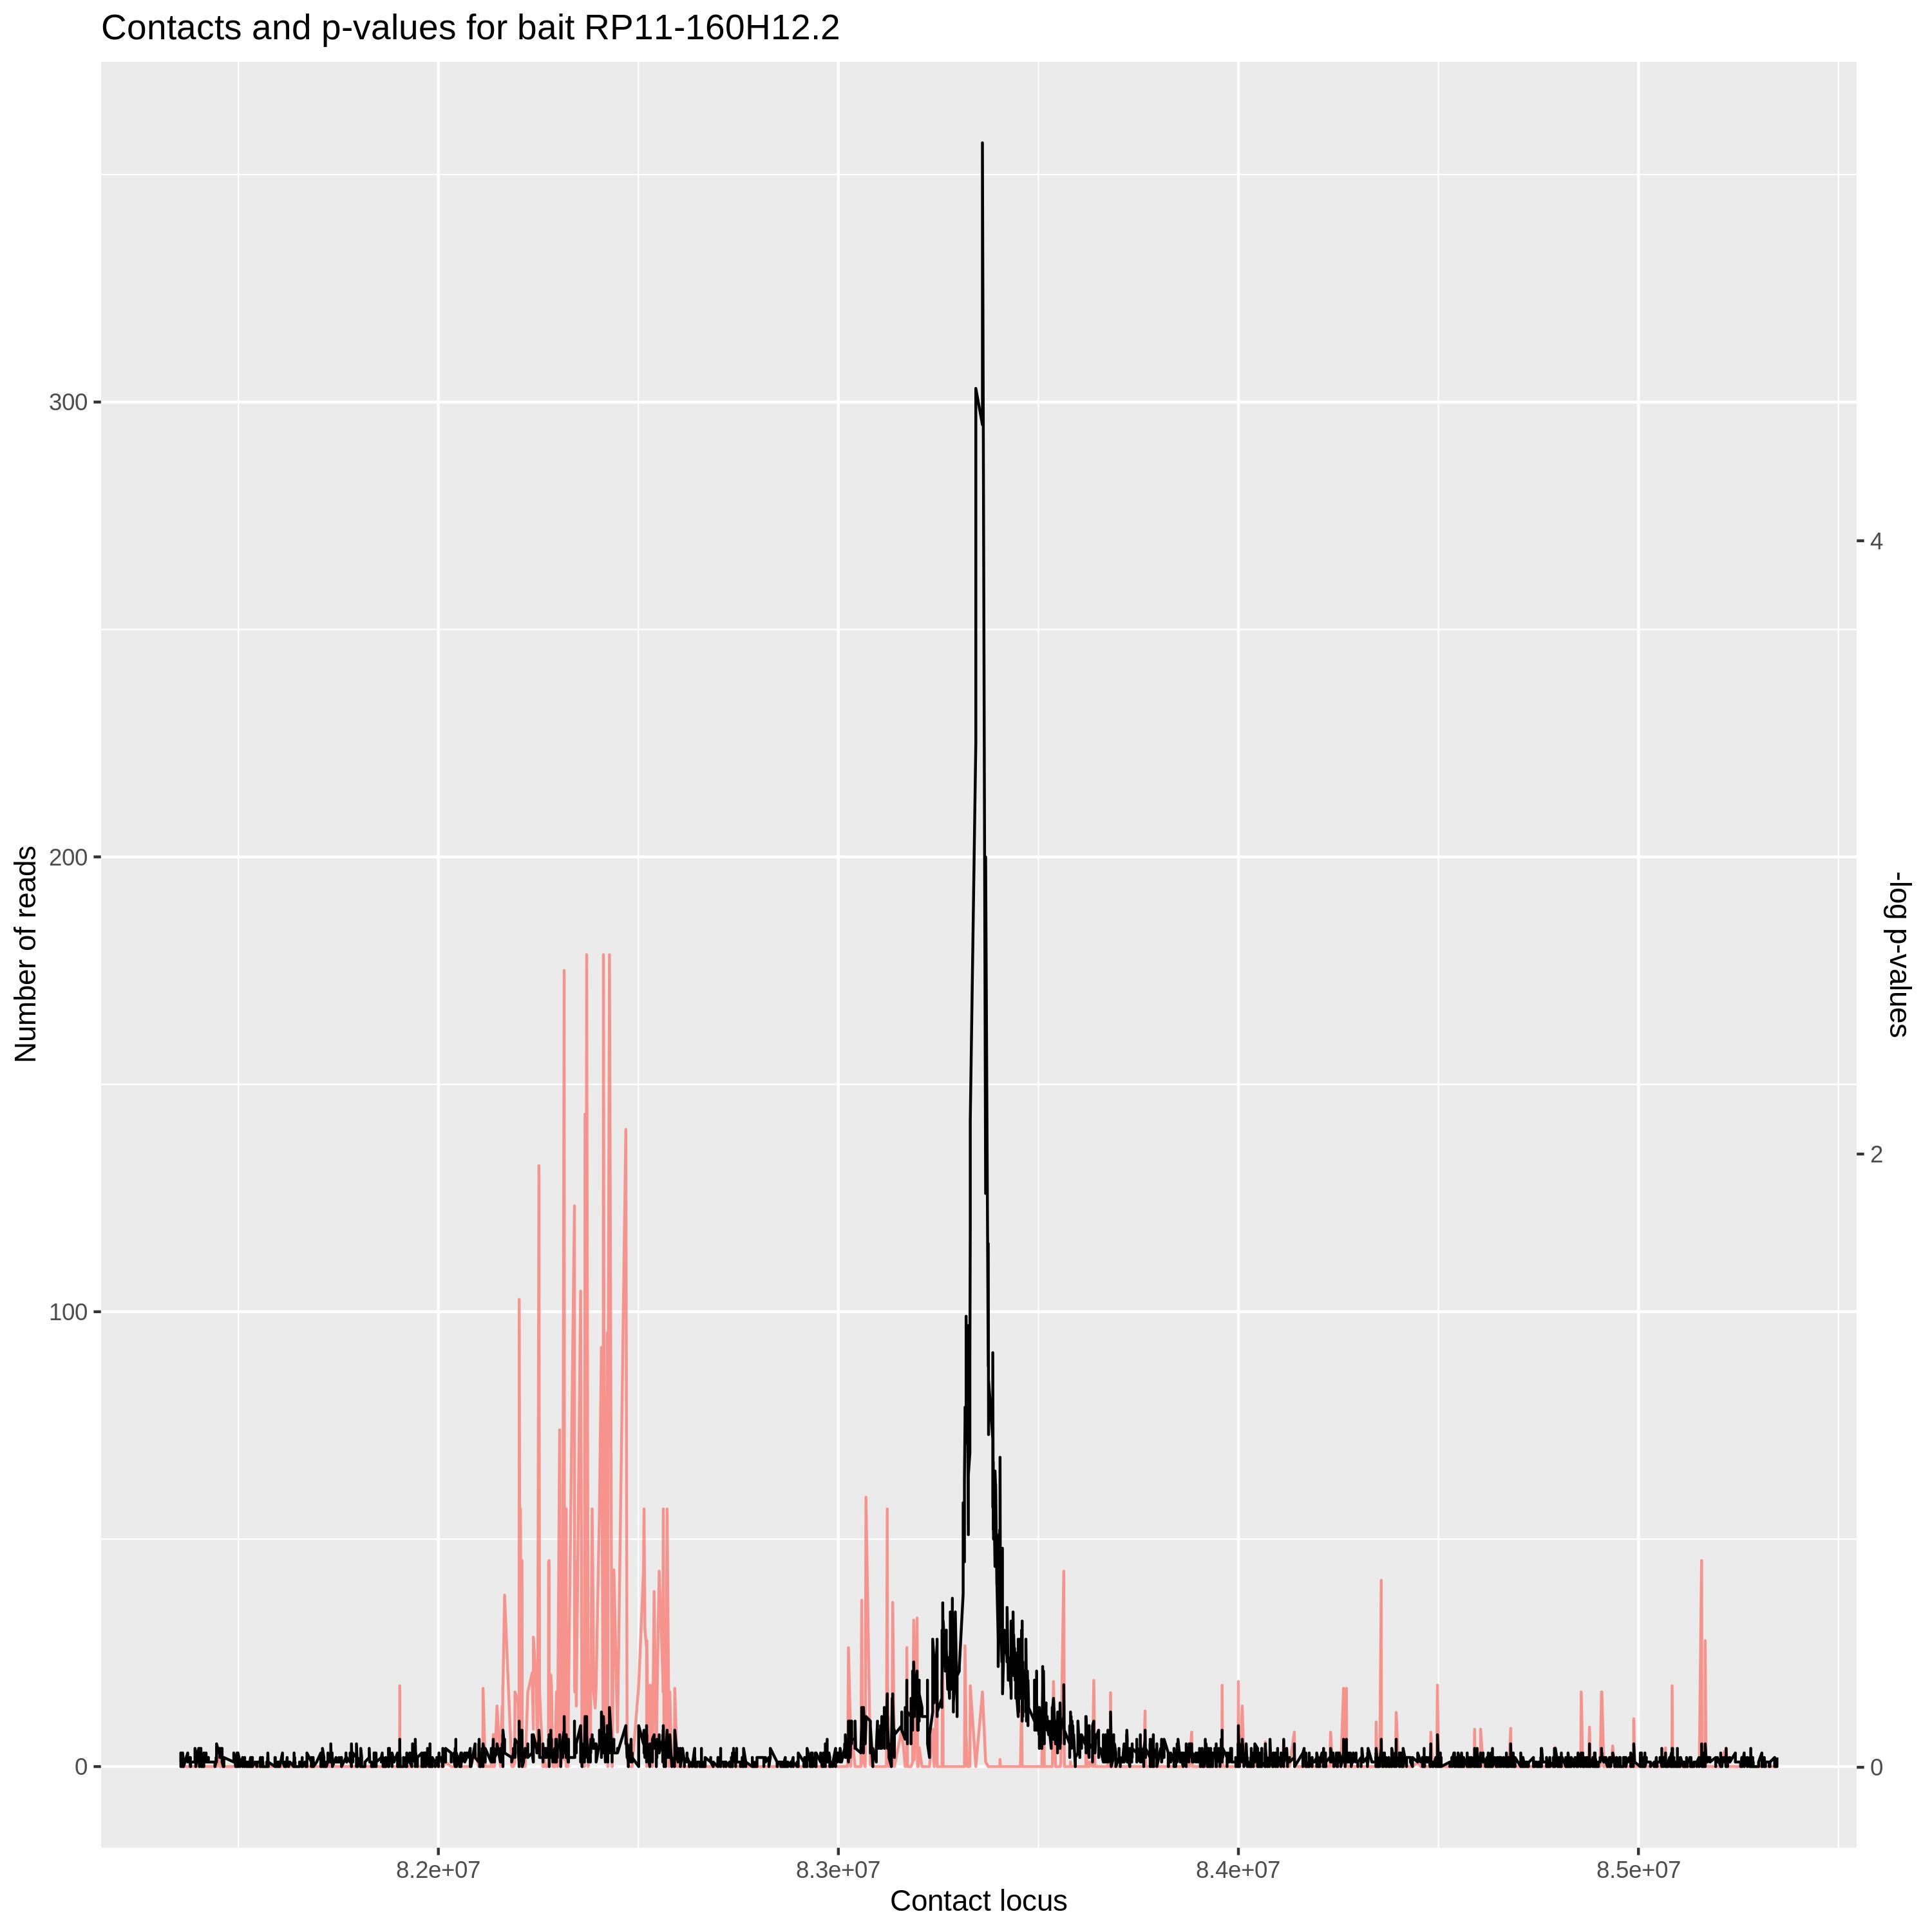 Contacts and p-values for bait RP11-160H12.2
300
200
100
0
Number of reads
4
2
0
-log p-values
8.2e+07 8.3e+07 8.4e+07 8.5e+07
Contact locus